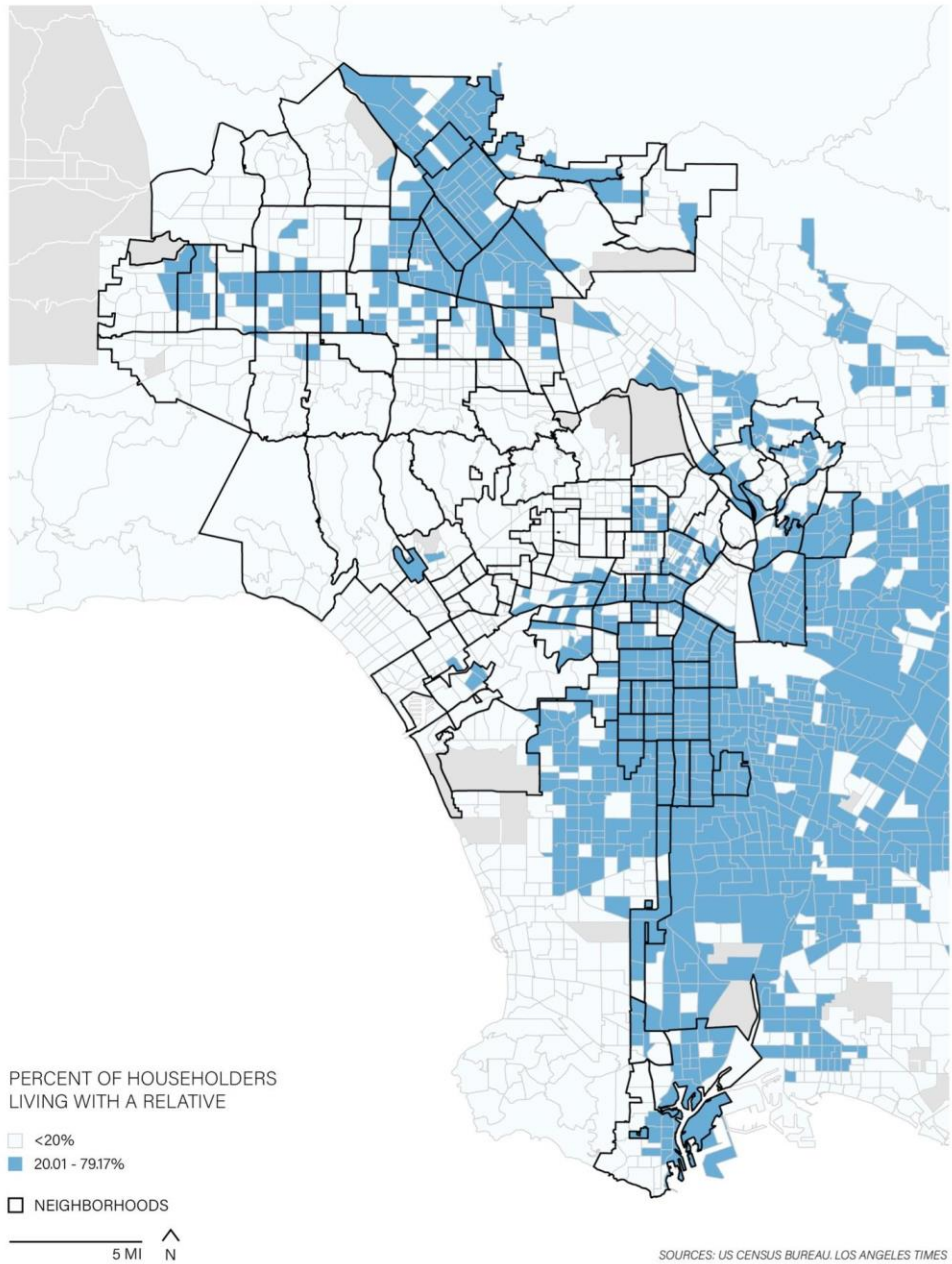 PERCENT OF HOUSEHOLDERS
LIVING WITH A RELATIVE
<20%
20.01 - 79.17%
NEIGHBORHOODS
5 MI N
SOURCES: US CENSUS BUREAU. LOS ANGELES TIMES